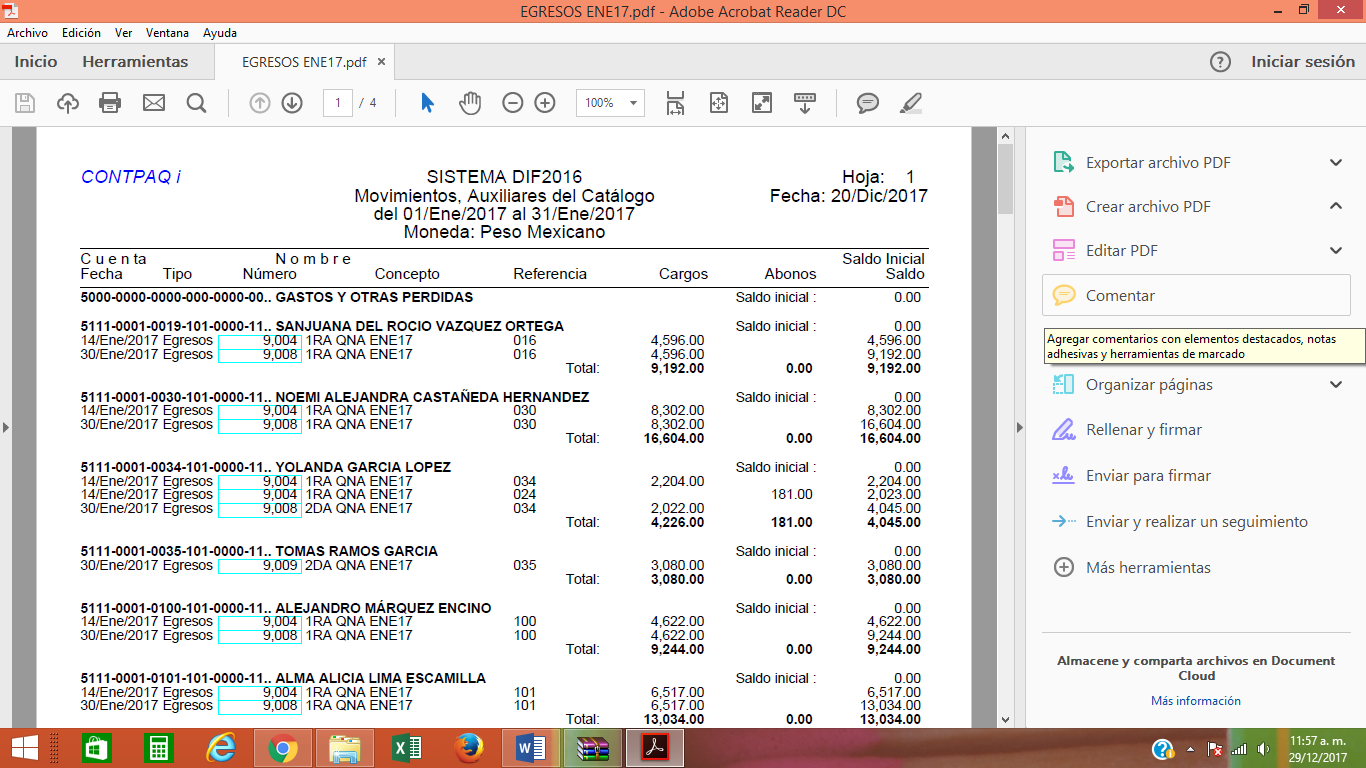 EGRESOS ENE17.pdf - Adobe Acrobat Reader DC
Archivo Edición Ver Ventana Ayuda
Inicio Herramientas EGRESOS ENE17.pdf × Iniciar sesión
1 / 4 100%
CONTPAQ i SISTEMA DIF2016 Hoja: 1
Movimientos, Auxiliares del Catálogo Fecha: 20/Dic/2017
del 01/Ene/2017 al 31/Ene/2017
Moneda: Peso Mexicano
C u e n t a N o m b r e Saldo Inicial
Fecha Tipo Número Concepto Referencia Cargos Abonos Saldo
5000-0000-0000-000-0000-00.. GASTOS Y OTRAS PERDIDAS Saldo inicial : 0.00
5111-0001-0019-101-0000-11.. SANJUANA DEL ROCIO VAZQUEZ ORTEGA Saldo inicial : 0.00
14/Ene/2017 Egresos 9,004 1RA QNA ENE17 016 4,596.00 4,596.00
30/Ene/2017 Egresos 9,008 1RA QNA ENE17 016 4,596.00 9,192.00
Total: 9,192.00 0.00 9,192.00
5111-0001-0030-101-0000-11.. NOEMI ALEJANDRA CASTAÑEDA HERNANDEZ Saldo inicial : 0.00
14/Ene/2017 Egresos 9,004 1RA QNA ENE17 030 8,302.00 8,302.00
30/Ene/2017 Egresos 9,008 1RA QNA ENE17 030 8,302.00 16,604.00
Total: 16,604.00 0.00 16,604.00
5111-0001-0034-101-0000-11.. YOLANDA GARCIA LOPEZ Saldo inicial : 0.00
14/Ene/2017 Egresos 9,004 1RA QNA ENE17 034 2,204.00 2,204.00
14/Ene/2017 Egresos 9,004 1RA QNA ENE17 024 181.00 2,023.00
30/Ene/2017 Egresos 9,008 2DA QNA ENE17 034 2,022.00 4,045.00
Total: 4,226.00 181.00 4,045.00
5111-0001-0035-101-0000-11.. TOMAS RAMOS GARCIA Saldo inicial : 0.00
30/Ene/2017 Egresos 9,009 2DA QNA ENE17 035 3,080.00 3,080.00
Total: 3,080.00 0.00 3,080.00
5111-0001-0100-101-0000-11.. ALEJANDRO MÁRQUEZ ENCINO Saldo inicial : 0.00
14/Ene/2017 Egresos 9,004 1RA QNA ENE17 100 4,622.00 4,622.00
30/Ene/2017 Egresos 9,008 1RA QNA ENE17 100 4,622.00 9,244.00
Total: 9,244.00 0.00 9,244.00
5111-0001-0101-101-0000-11.. ALMA ALICIA LIMA ESCAMILLA Saldo inicial : 0.00
14/Ene/2017 Egresos 9,004 1RA QNA ENE17 101 6,517.00 6,517.00
30/Ene/2017 Egresos 9,008 1RA QNA ENE17 101 6,517.00 13,034.00
Total: 13,034.00 0.00 13,034.00
Exportar archivo PDF
Crear archivo PDF
Editar PDF
Comentar
Agregar comentarios con elementos destacados, notas
adhesivas y herramientas de marcado
Organizar páginas
Rellenar y firmar
Enviar para firmar
Enviar y realizar un seguimiento
Más herramientas
Almacene y comparta archivos en Document
Cloud
Más información
11:57 a. m.
29/12/2017